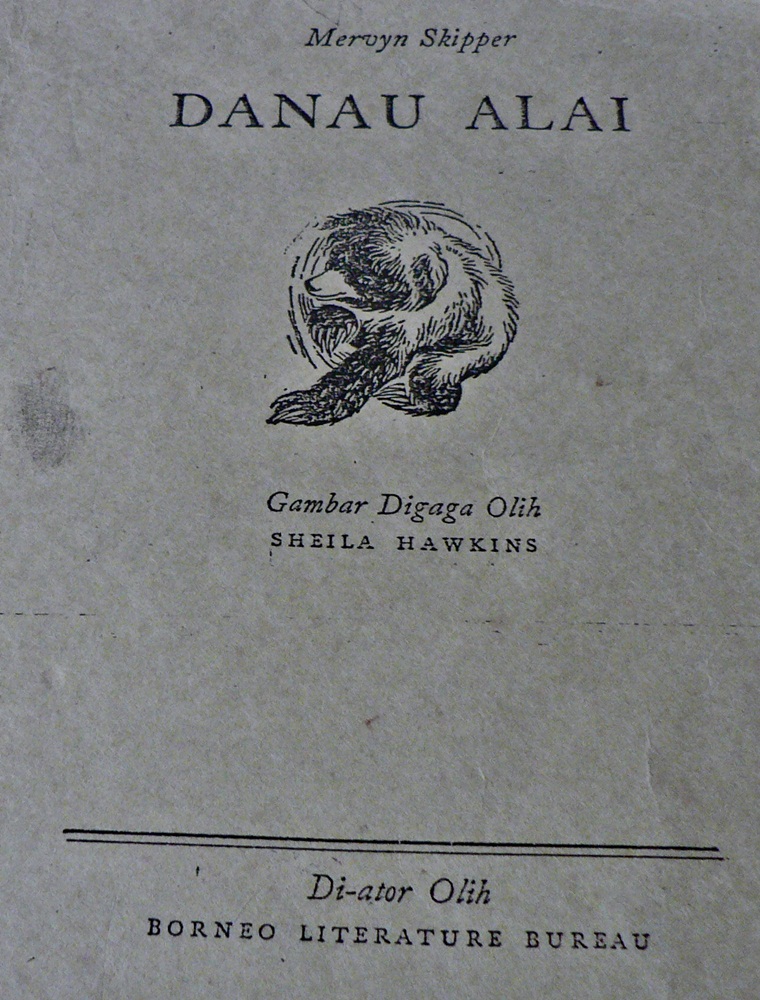 Mervyn Skipper
DANAU ALAI
Gambar Digaga Olih
SHEILA HAWKINS
Di-ator Olih
BORNEO LITERATURE BUREAU